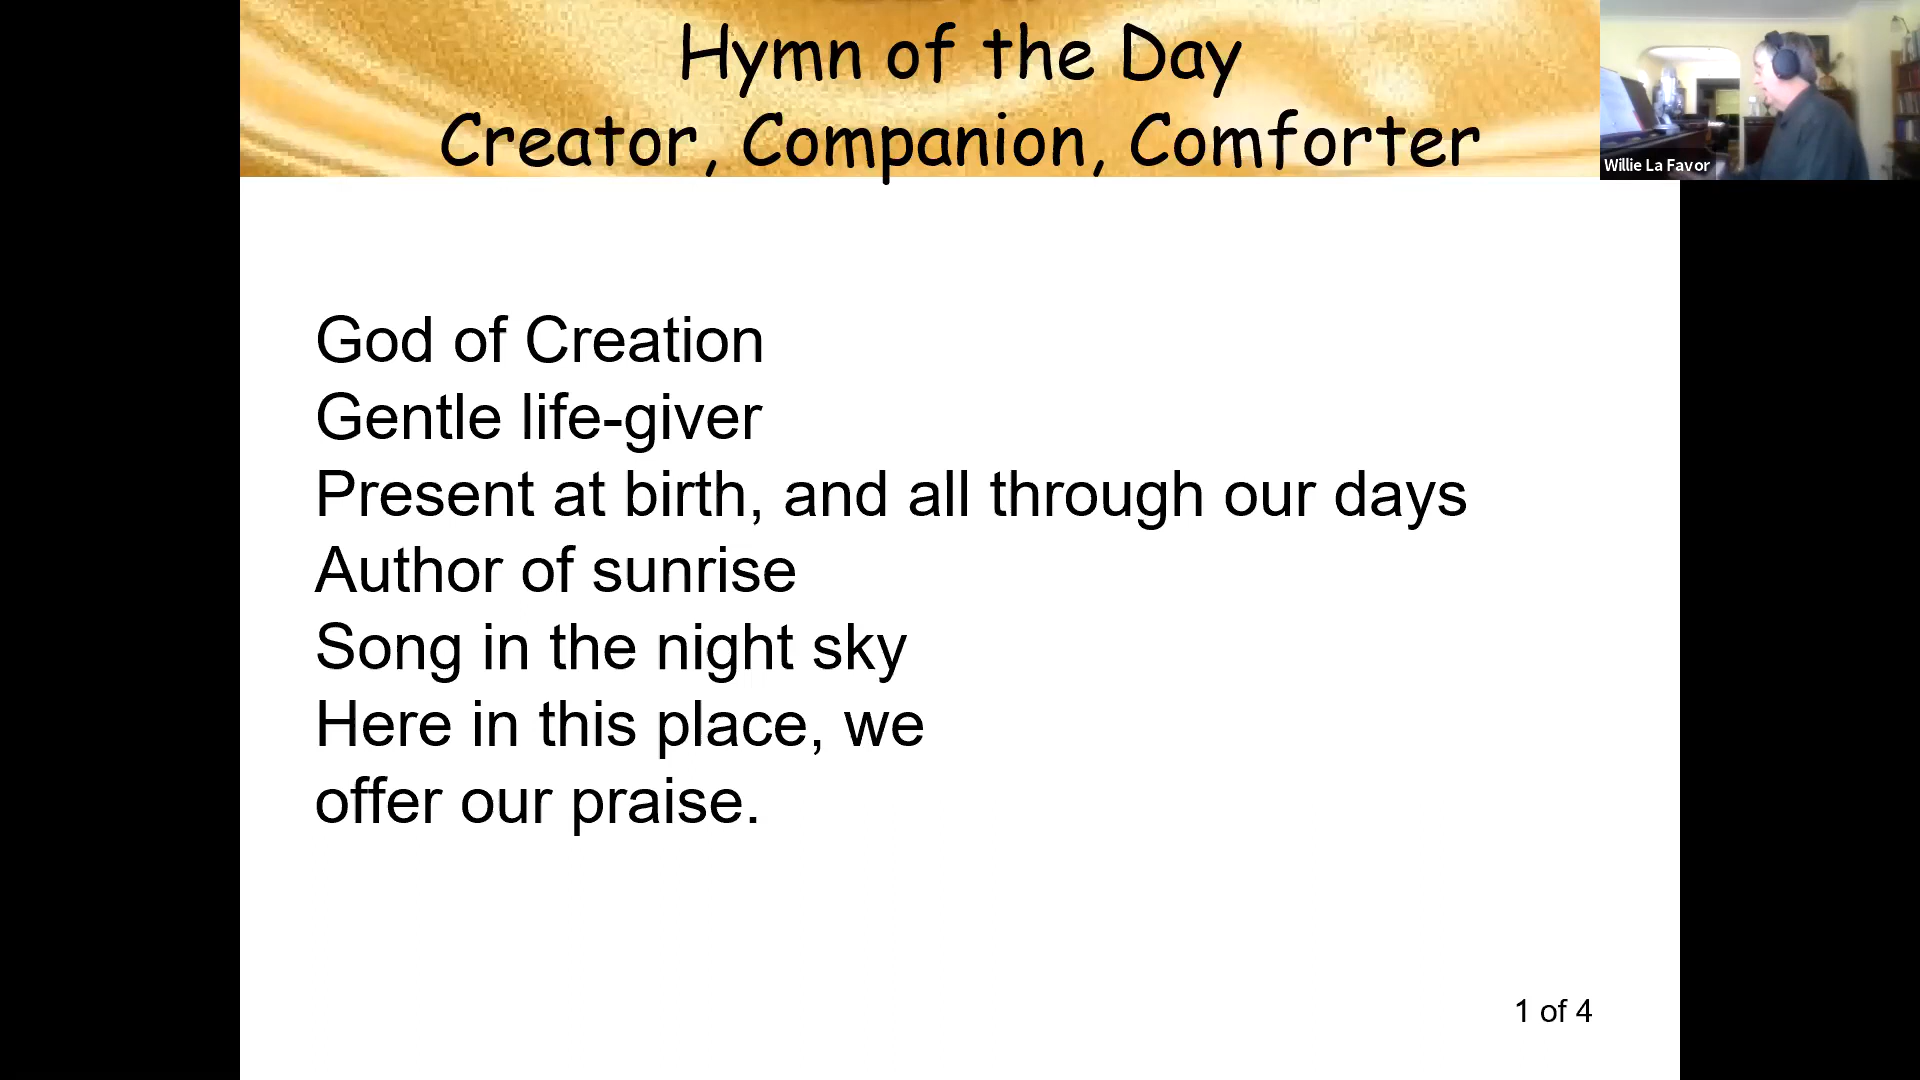 Hymn of the Day
Creator, Companion, Comforter
Willie La Favor
God of Creation
Gentle life-giver
Present at birth, and all through our days
Author of sunrise
Song in the night sky
Here in this place, we
offer our praise.
1 of 4